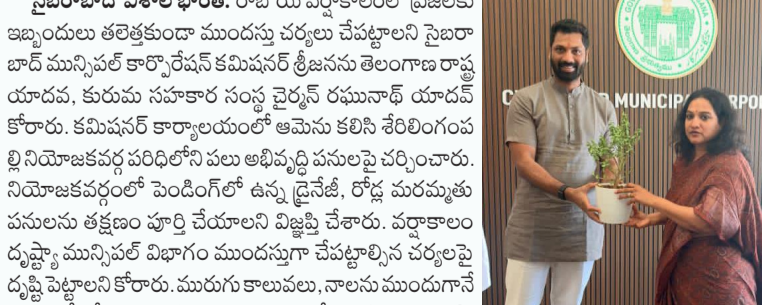 సైబరాబాద్ విశాల భారత్: రాబోయే వర్షాకాలంలో ప్రజలకు
ఇబ్బందులు తలెత్తకుండా ముందస్తు చర్యలు చేపట్టాలని సైబరా
బాద్ మున్సిపల్ కార్పొరేషన్ కమిషనర్ శ్రీజనను తెలంగాణ రాష్ట్ర
యాదవ, కురుమ సహకార సంస్థ చైర్మన్ రఘునాథ్ యాదవ్
కోరారు. కమిషనర్ కార్యాలయంలో ఆమెను కలిసి శేరిలింగంప
ల్లి నియోజకవర్గ పరిధిలోని పలు అభివృద్ధి పనులపై చర్చించారు.
నియోజకవర్గంలో పెండింగ్‌లో ఉన్న డ్రైనేజీ, రోడ్ల మరమ్మతు
పనులను తక్షణం పూర్తి చేయాలని విజ్ఞప్తి చేశారు. వర్షాకాలం
దృష్ట్యా మున్సిపల్ విభాగం ముందస్తుగా చేపట్టాల్సిన చర్యలపై
దృష్టి పెట్టాలని కోరారు. మురుగు కాలువలు, నాలను ముందుగానే
MUNICIPAL